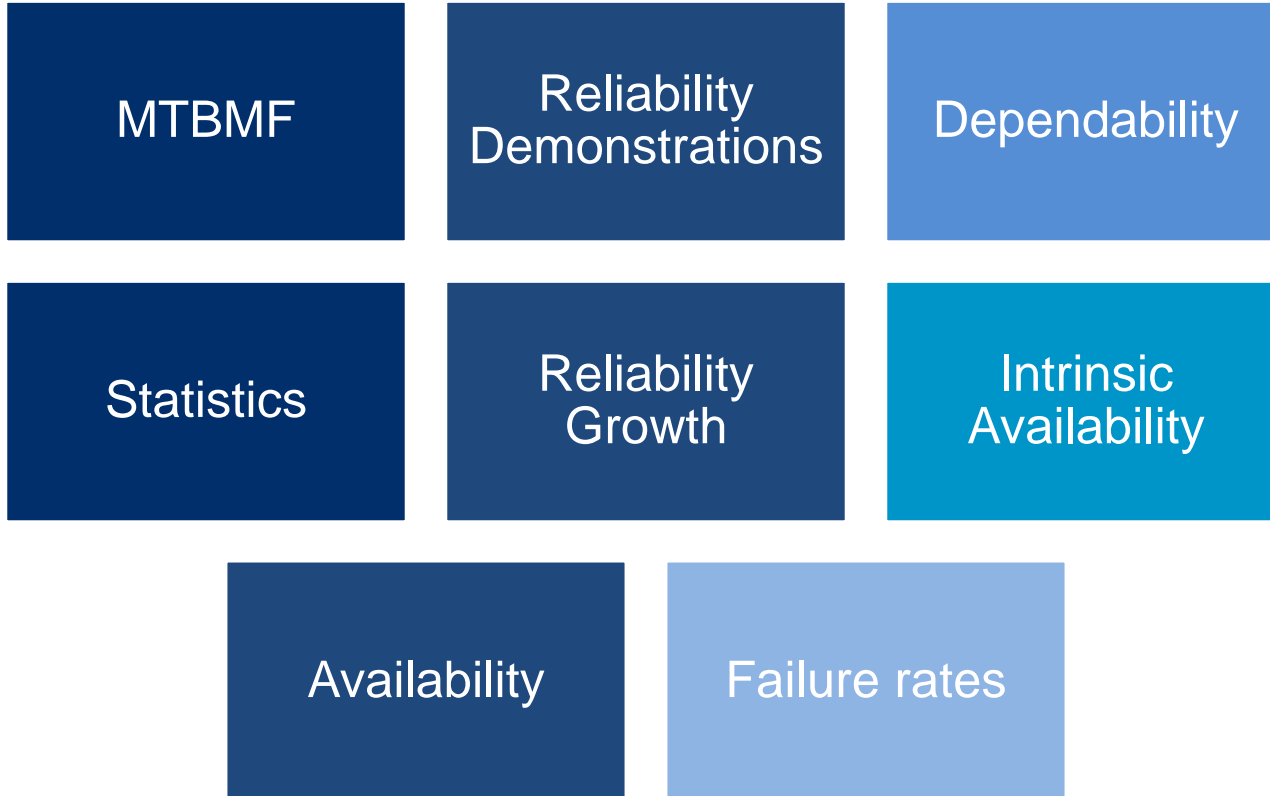 MTBMF
Reliability
Demonstrations
Dependability
Statistics
Reliability
Growth
Intrinsic
Availability
Availability
Failure rates